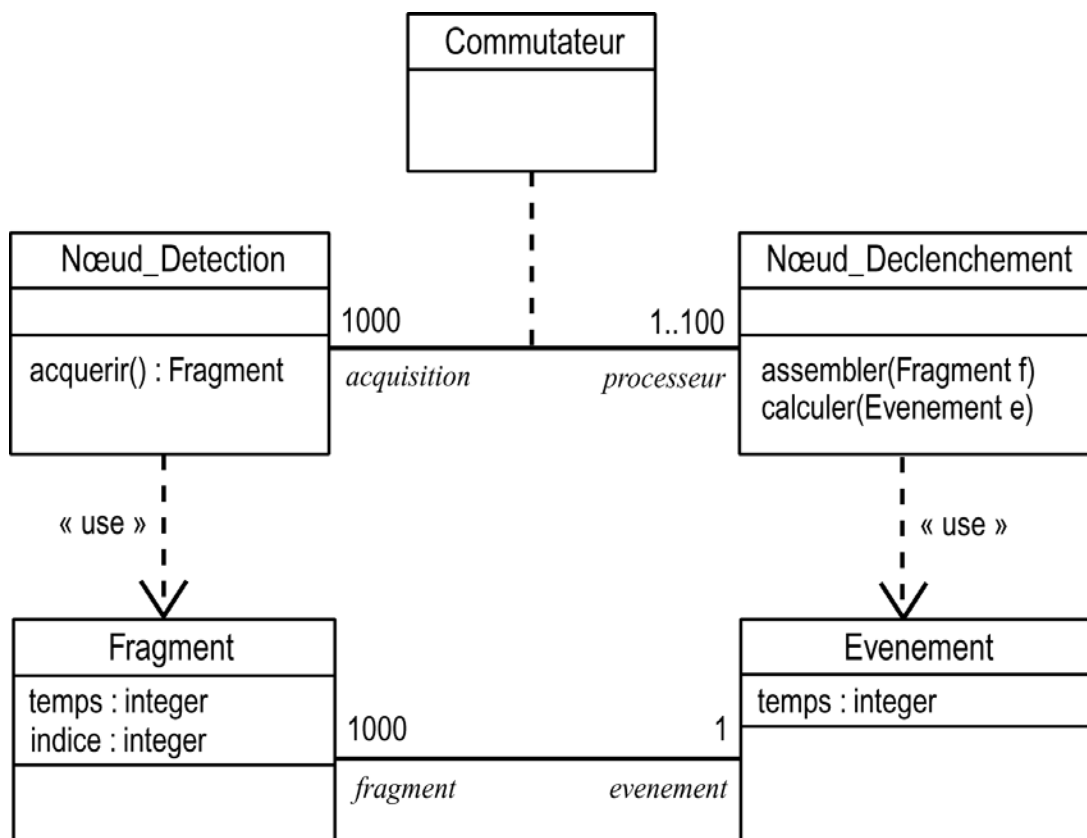 Commutateur
Nœud_Detection
acquerir() : Fragment
1000
acquisition
1..100
processeur
Nœud_Declenchement
assembler(Fragment f)
calculer(Evenement e)
« use »
« use »
Fragment
temps : integer
indice : integer
1000
fragment
1
evenement
Evenement
temps : integer